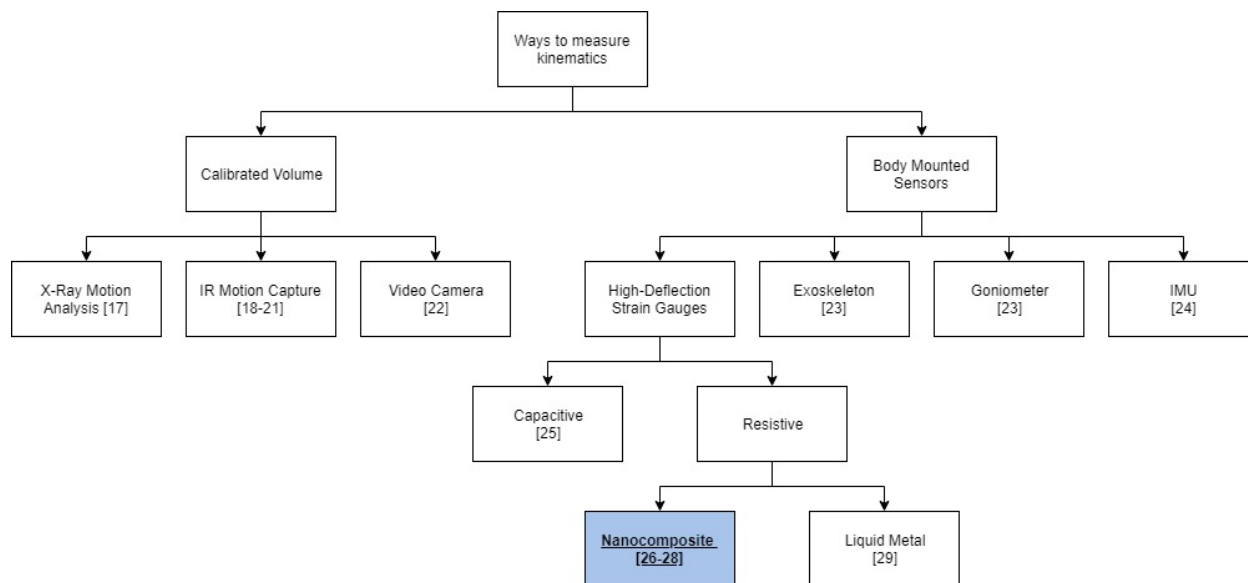 Ways to measure
kinematics
Calibrated Volume
Body Mounted
Sensors
X-Ray Motion
Analysis [17]
IR Motion Capture
[18-21]
Video Camera
[22]
High-Deflection
Strain Gauges
Exoskeleton
[23]
Goniometer
[23]
IMU
[24]
Capacitive
[25]
Resistive
Nanocomposite
[26-28]
Liquid Metal
[29]